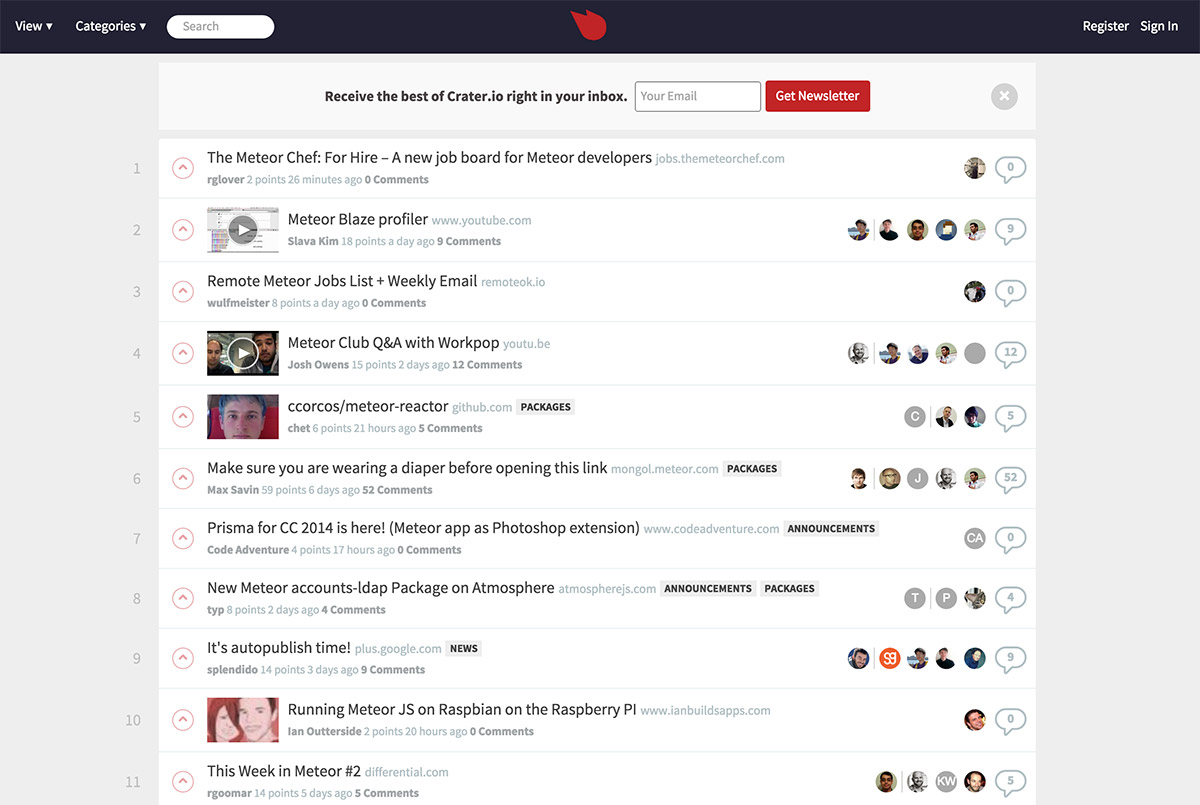 View ▾ Categories ▾ Search Register Sign In
Receive the best of Crater.io right in your inbox. Your Email Get Newsletter
1 The Meteor Chef: For Hire – A new job board for Meteor developers jobs.themeteorchef.com 0
rglover 2 points 26 minutes ago 0 Comments
2 Meteor Blaze profiler www.youtube.com 9
Slava Kim 18 points a day ago 9 Comments
3 Remote Meteor Jobs List + Weekly Email remoteok.io 0
wulfmeister 8 points a day ago 0 Comments
4 Meteor Club Q&A with Workpop youtu.be 12
Josh Owens 15 points 2 days ago 12 Comments
5 ccorcos/meteor-reactor github.com PACKAGES C 5
chet 6 points 21 hours ago 5 Comments
6 Make sure you are wearing a diaper before opening this link mongol.meteor.com PACKAGES J 52
Max Savin 59 points 6 days ago 52 Comments
7 Prisma for CC 2014 is here! (Meteor app as Photoshop extension) www.codeadventure.com ANNOUNCEMENTS CA 0
Code Adventure 4 points 17 hours ago 0 Comments
8 New Meteor accounts-ldap Package on Atmosphere atmospherejs.com ANNOUNCEMENTS PACKAGES T P 4
typ 8 points 2 days ago 4 Comments
9 It's autopublish time! plus.google.com NEWS 9
splendido 14 points 3 days ago 9 Comments
10 Running Meteor JS on Raspbian on the Raspberry PI www.ianbuildsapps.com 0
Ian Outterside 2 points 20 hours ago 0 Comments
11 This Week in Meteor #2 differential.com KW 5
rgoomar 14 points 5 days ago 5 Comments